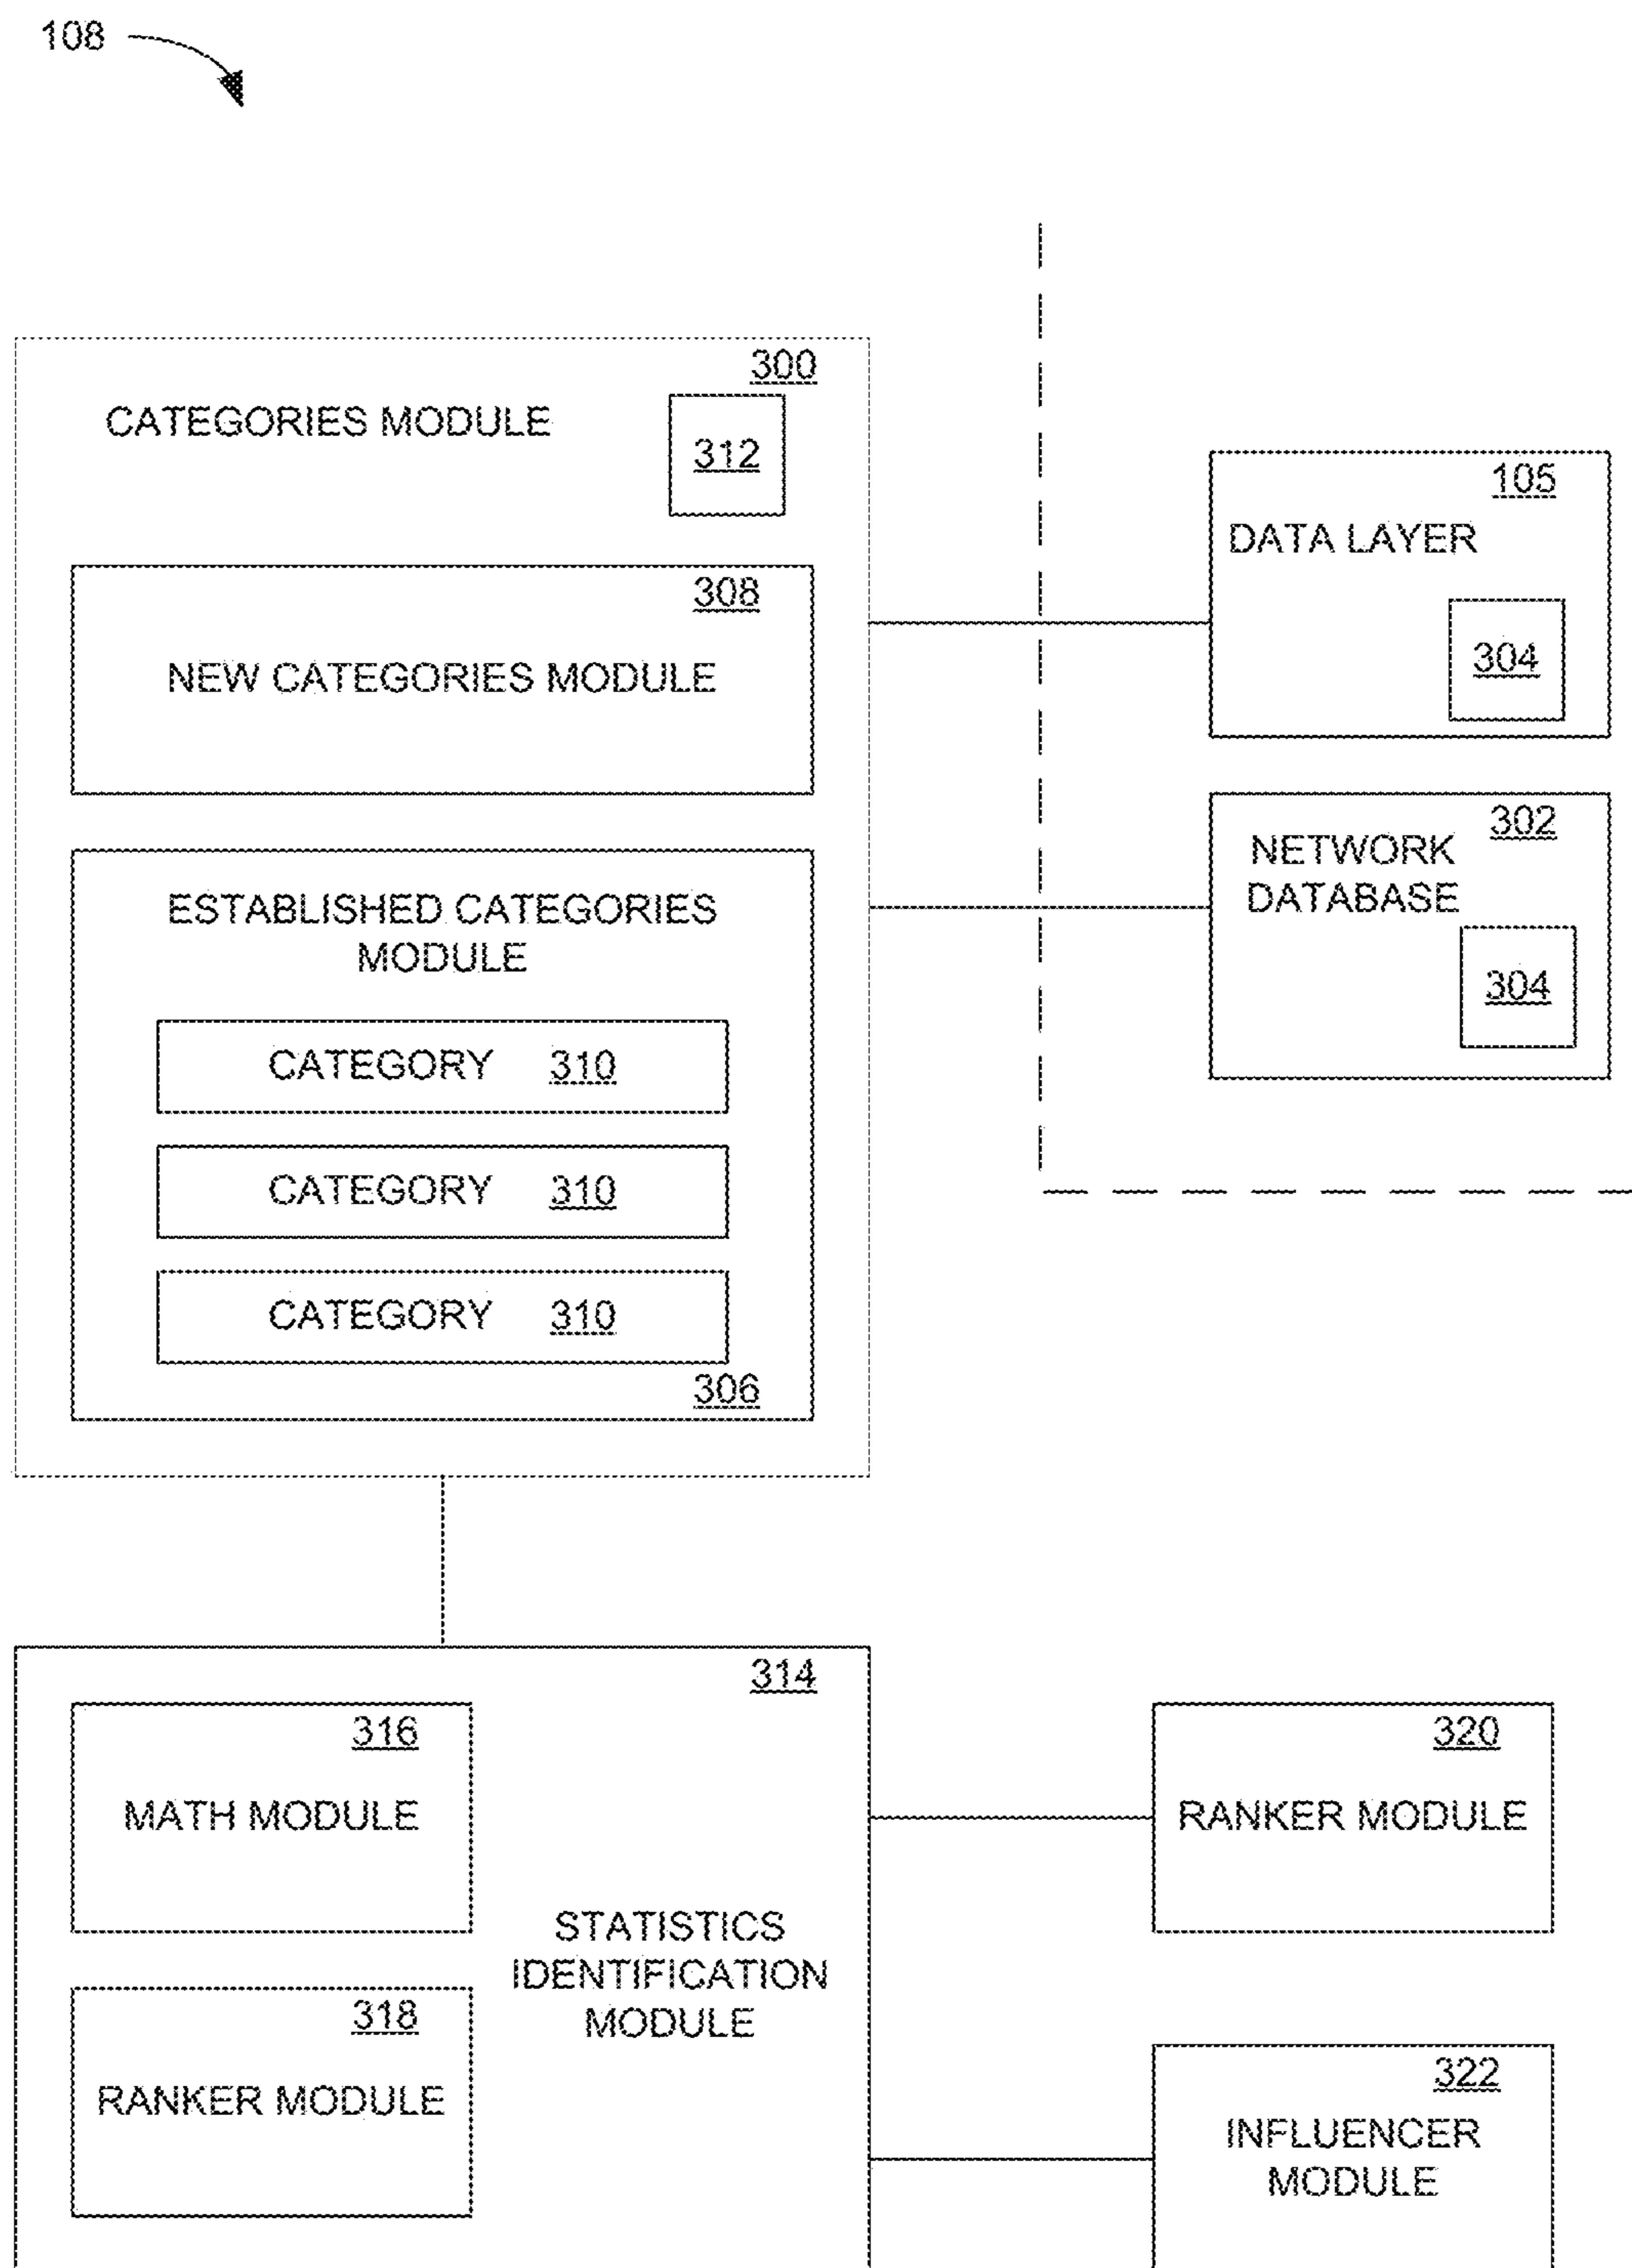 108
300
CATEGORIES MODULE
312
308
NEW CATEGORIES MODULE
ESTABLISHED CATEGORIES
MODULE
CATEGORY 310
CATEGORY 310
CATEGORY 310
306
105
DATA LAYER
304
302
NETWORK
DATABASE
304
314
316
MATH MODULE
STATISTICS
IDENTIFICATION
MODULE
318
RANKER MODULE
320
RANKER MODULE
322
INFLUENCER
MODULE